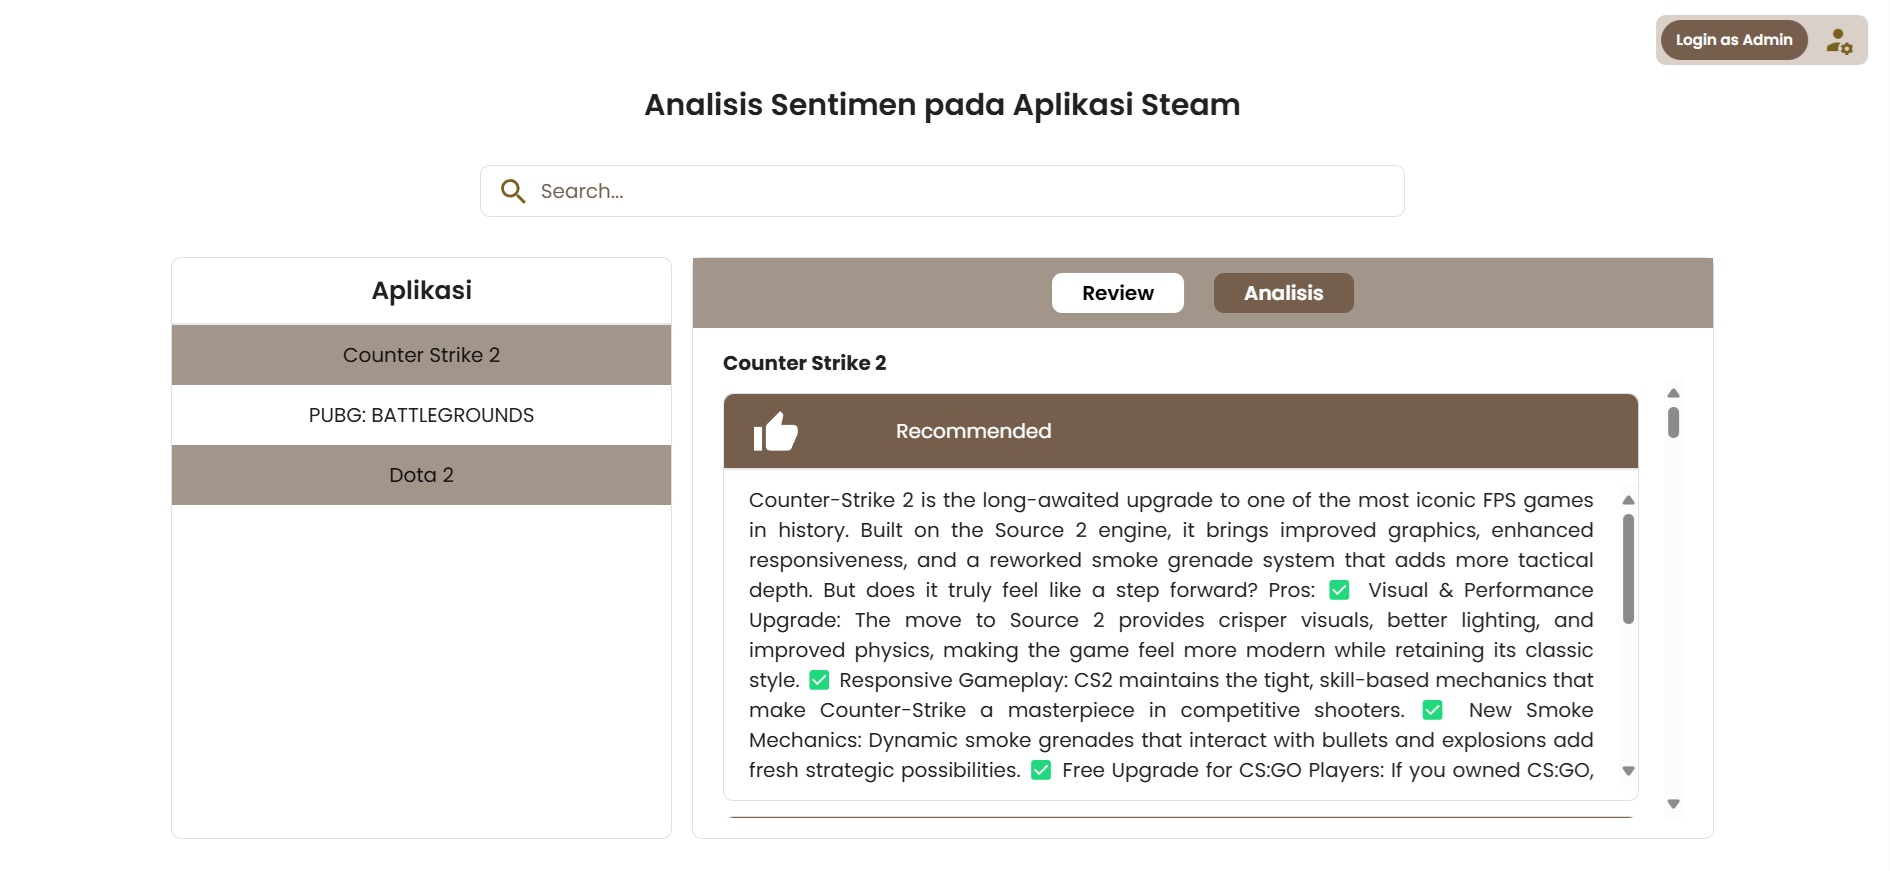 Login as Admin
Analisis Sentimen pada Aplikasi Steam
Search...
Aplikasi
Counter Strike 2
PUBG: BATTLEGROUNDS
Dota 2
Review
Analisis
Counter Strike 2
Recommended
Counter-Strike 2 is the long-awaited upgrade to one of the most iconic FPS games
in history. Built on the Source 2 engine, it brings improved graphics, enhanced
responsiveness, and a reworked smoke grenade system that adds more tactical
depth. But does it truly feel like a step forward? Pros: ✅ Visual & Performance
Upgrade: The move to Source 2 provides crisper visuals, better lighting, and
improved physics, making the game feel more modern while retaining its classic
style. ✅ Responsive Gameplay: CS2 maintains the tight, skill-based mechanics that
make Counter-Strike a masterpiece in competitive shooters. ✅ New Smoke
Mechanics: Dynamic smoke grenades that interact with bullets and explosions add
fresh strategic possibilities. ✅ Free Upgrade for CS:GO Players: If you owned CS:GO,